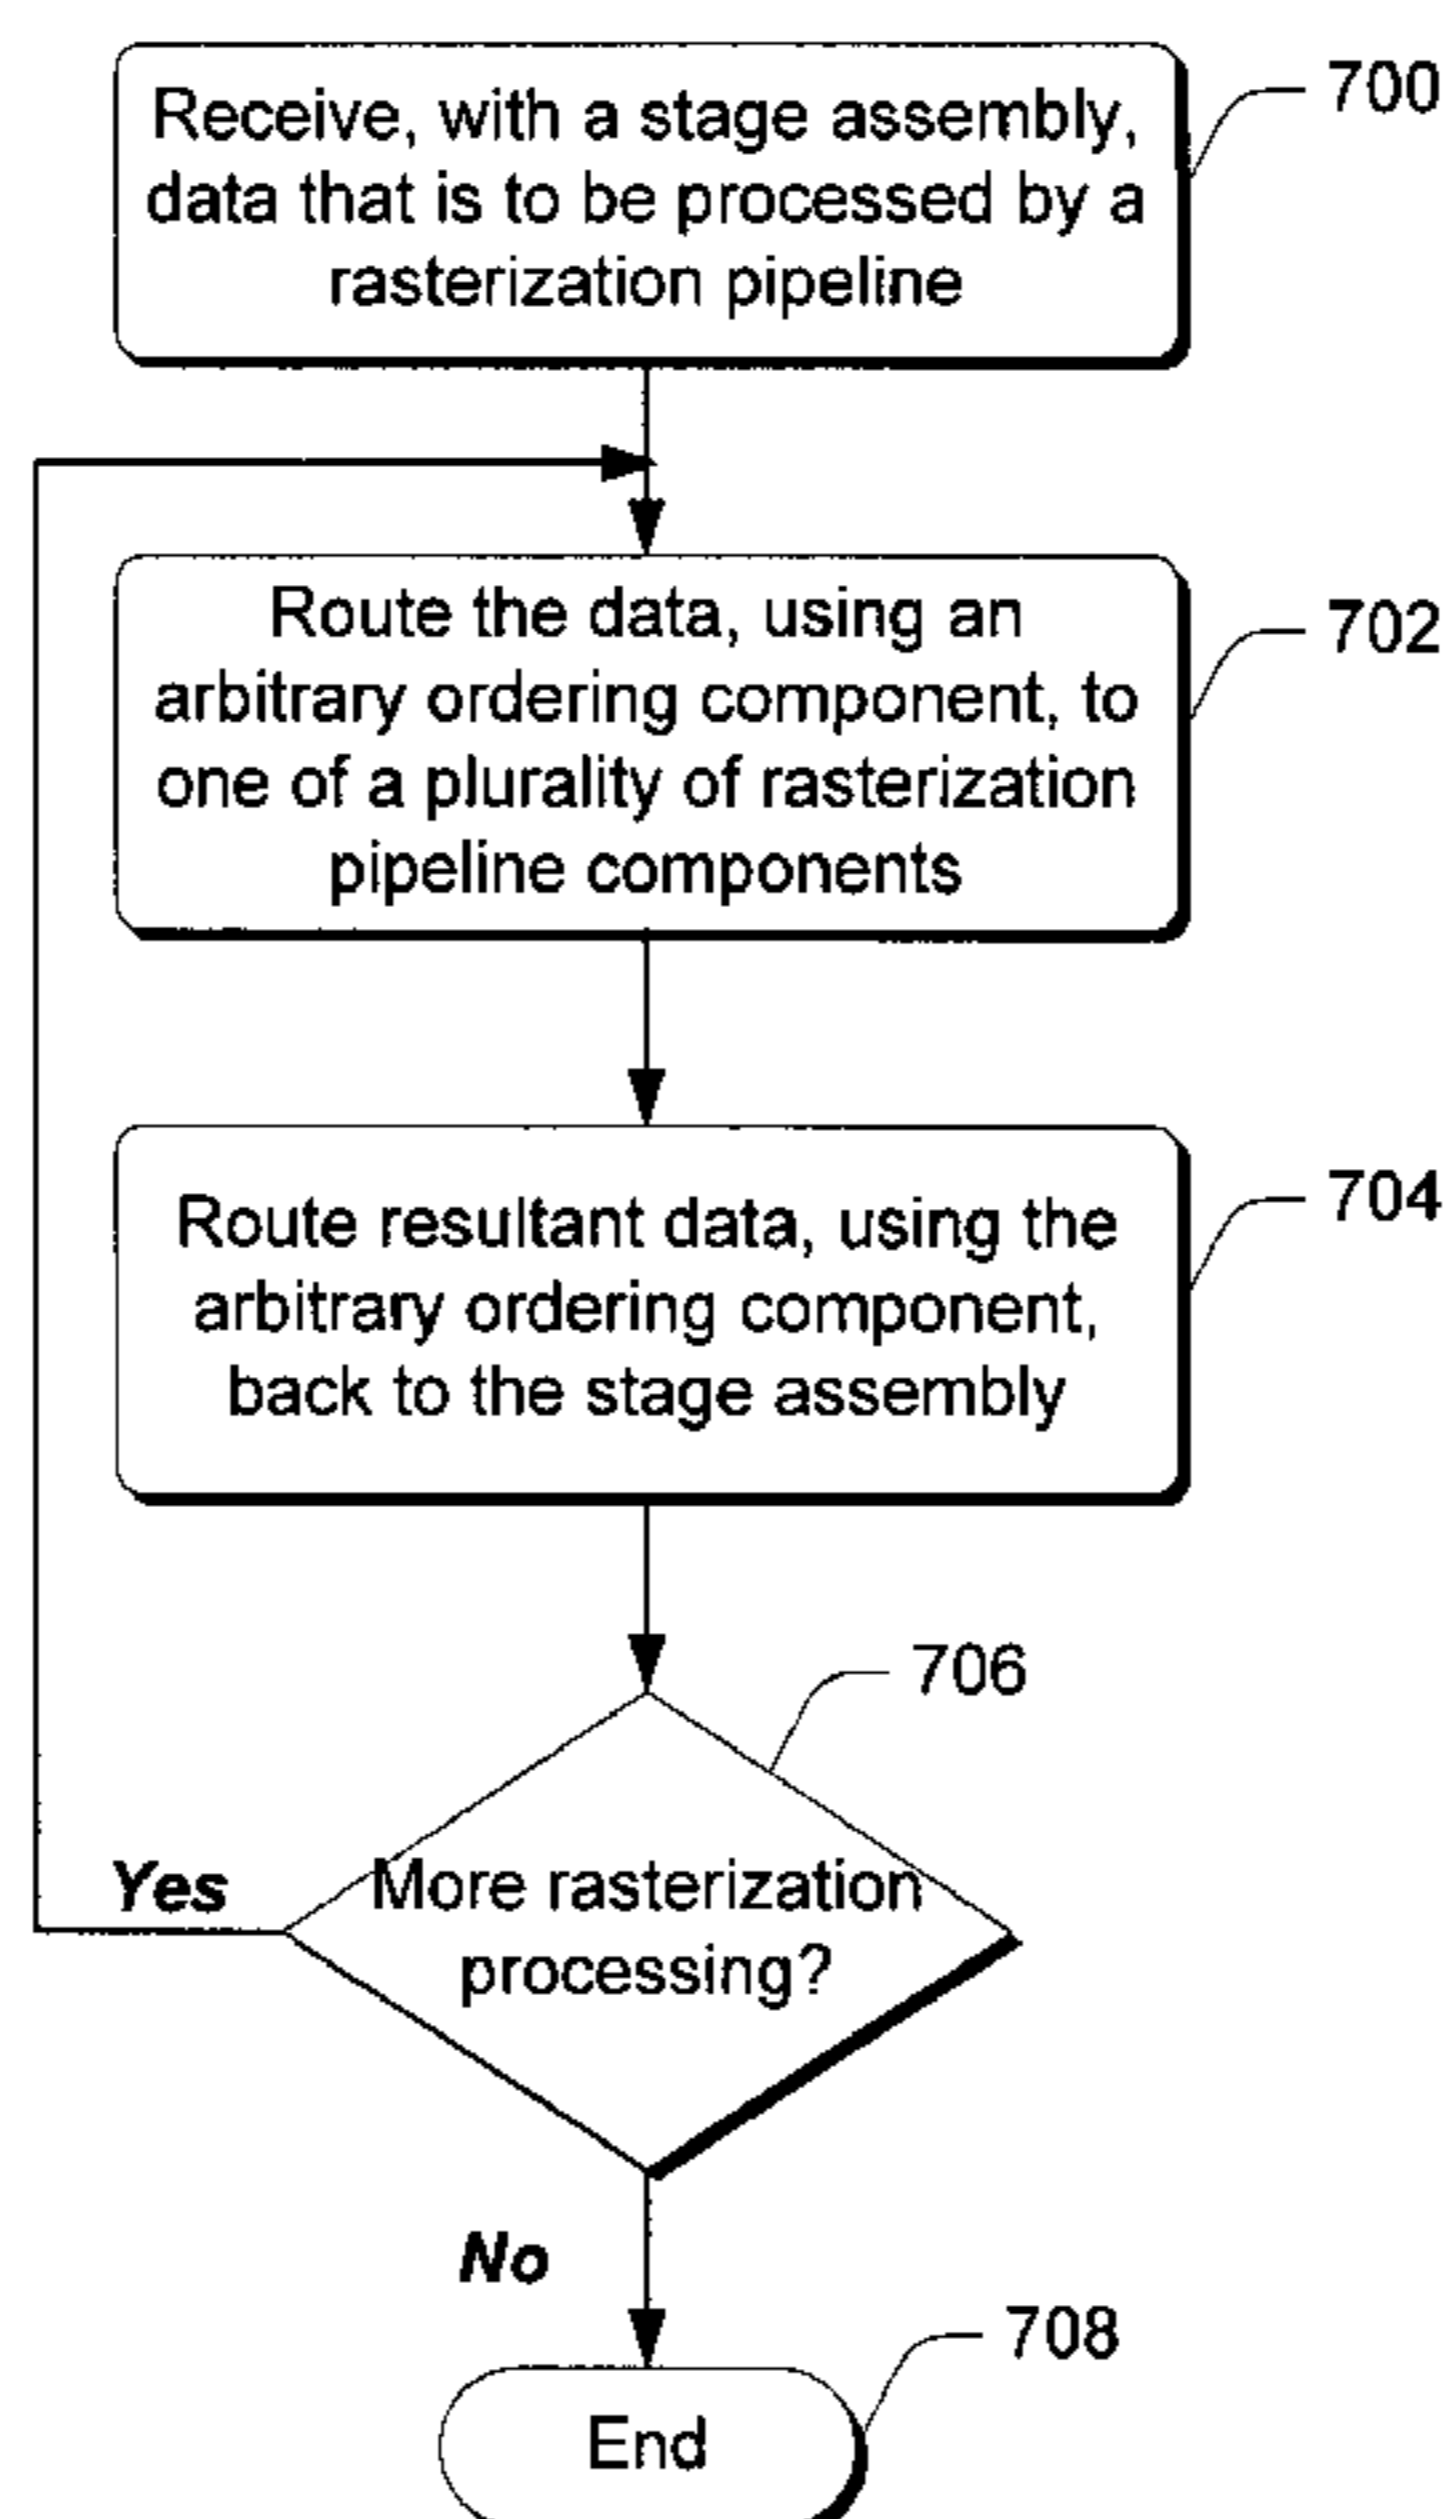 Receive, with a stage assembly,
data that is to be processed by a
rasterization pipeline
700
Route the data, using an
arbitrary ordering component, to
one of a plurality of rasterization
pipeline components
702
Route resultant data, using the
arbitrary ordering component,
back to the stage assembly
704
706
More rasterization
processing?
Yes
No
708
End